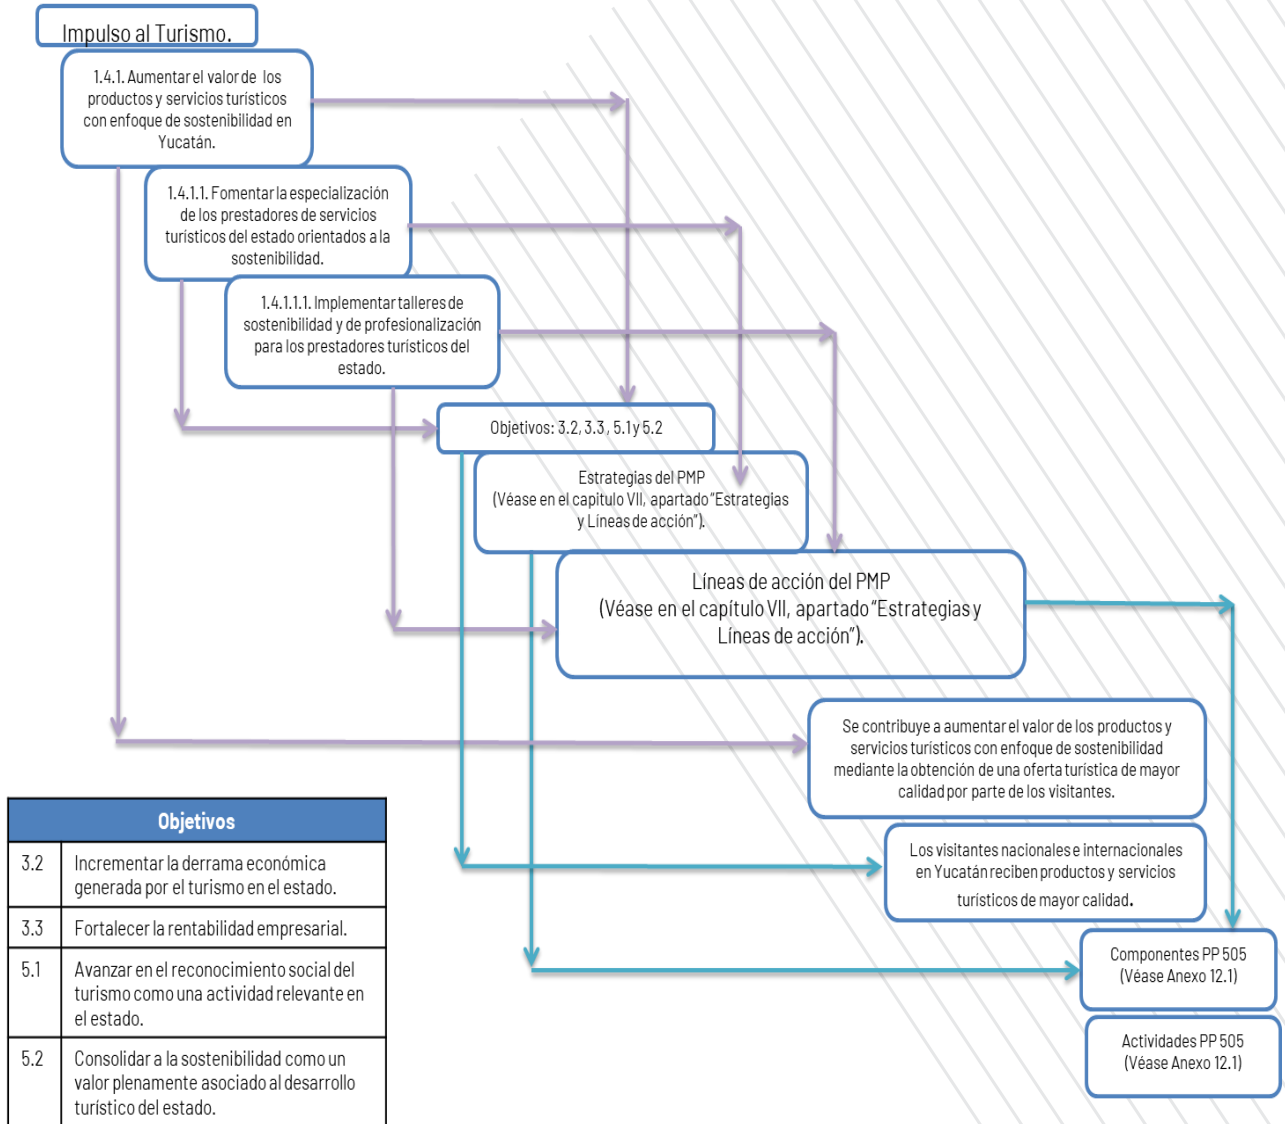 Impulso al Turismo.
1.4.1. Aumentar el valor de los
productos y servicios turísticos
con enfoque de sostenibilidad en
Yucatán.
1.4.1.1. Fomentar la especialización
de los prestadores de servicios
turísticos del estado orientados a la
sostenibilidad.
1.4.1.1.1. Implementar talleres de
sostenibilidad y de profesionalización
para los prestadores turísticos del
estado.
Objetivos: 3.2, 3.3, 5.1 y 5.2
Estrategias del PMP
(Véase en el capitulo VII, apartado "Estrategias
y Líneas de acción").
Líneas de acción del PMP
(Véase en el capítulo VII, apartado "Estrategias y
Líneas de acción").
Se contribuye a aumentar el valor de los productos y
servicios turísticos con enfoque de sostenibilidad
mediante la obtención de una oferta turística de mayor
calidad por parte de los visitantes.
Los visitantes nacionales e internacionales
en Yucatán reciben productos y servicios
turísticos de mayor calidad.
Componentes PP 505
(Véase Anexo 12.1)
Actividades PP 505
(Véase Anexo 12.1)
Objetivos
3.2 Incrementar la derrama económica
generada por el turismo en el estado.
3.3 Fortalecer la rentabilidad empresarial.
5.1 Avanzar en el reconocimiento social del
turismo como una actividad relevante en
el estado.
5.2 Consolidar a la sostenibilidad como un
valor plenamente asociado al desarrollo
turístico del estado.